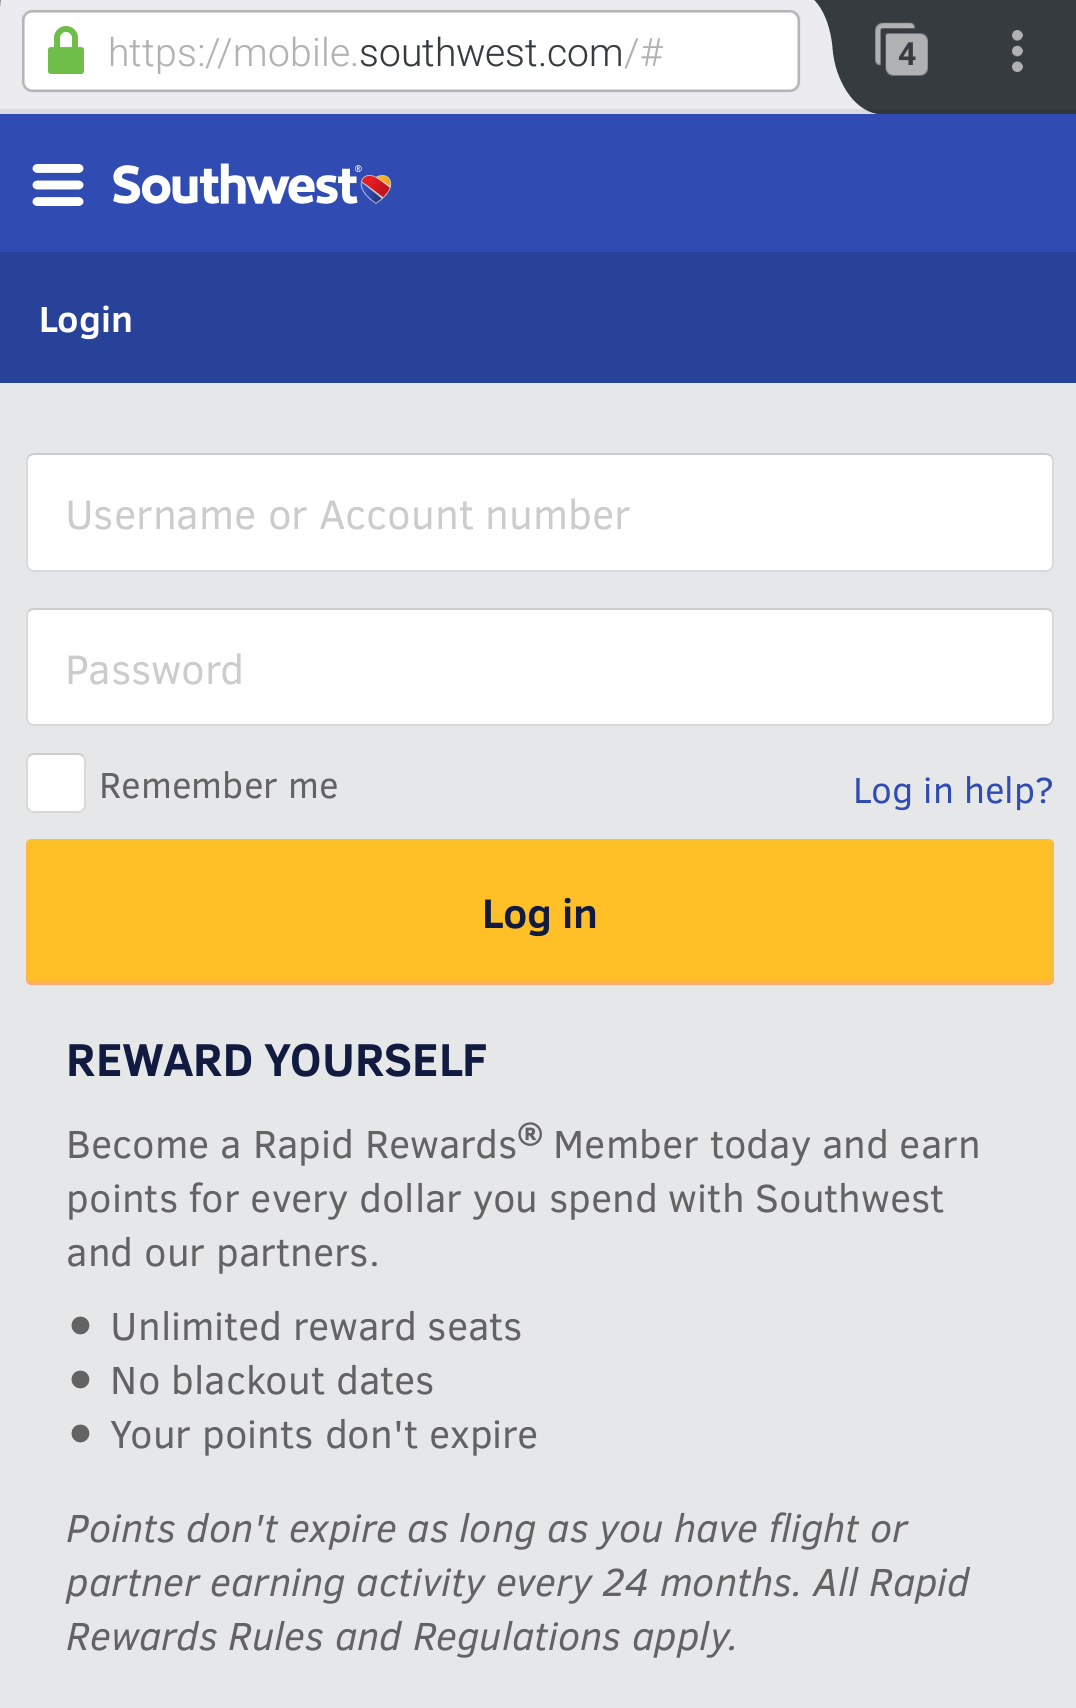 https://mobile.southwest.com/#
4
Southwest®
Login
Username or Account number
Password
Remember me
Log in help?
Log in
REWARD YOURSELF
Become a Rapid Rewards® Member today and earn
points for every dollar you spend with Southwest
and our partners.
• Unlimited reward seats
• No blackout dates
• Your points don't expire
Points don't expire as long as you have flight or
partner earning activity every 24 months. All Rapid
Rewards Rules and Regulations apply.